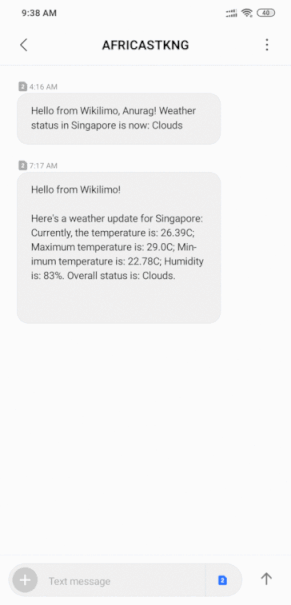 9:38 AM
40
AFRICASTKNG
2 4:16 AM
Hello from Wikilimo, Anurag! Weather
status in Singapore is now: Clouds
2 7:17 AM
Hello from Wikilimo!
Here's a weather update for Singapore:
Currently, the temperature is: 26.39C;
Maximum temperature is: 29.0C; Min-
imum temperature is: 22.78C; Humidity
is: 83%. Overall status is: Clouds.
Text message
2